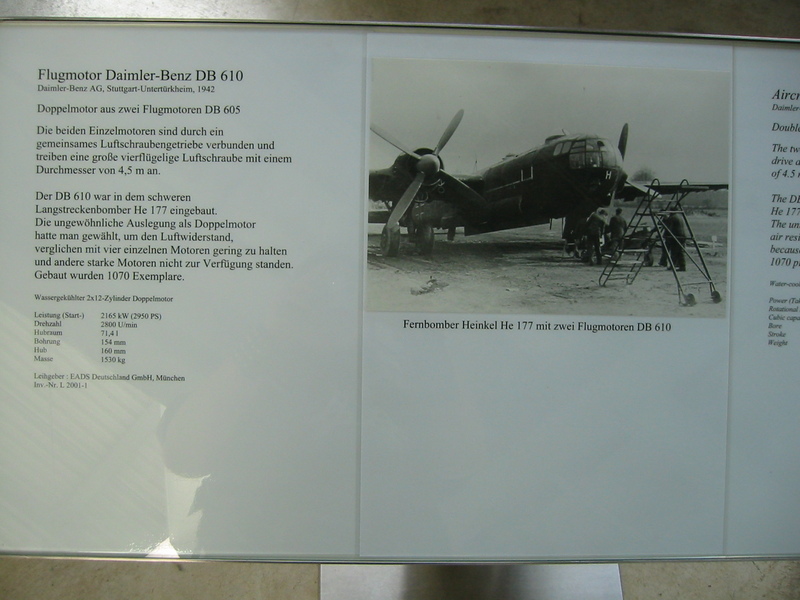 Flugmotor Daimler-Benz DB 610
Daimler-Benz AG, Stuttgart-Untertürkheim, 1942
Doppelmotor aus zwei Flugmotoren DB 605
Die beiden Einzelmotoren sind durch ein
gemeinsames Luftschraubengetriebe verbunden und
treiben eine große vierflügelige Luftschraube mit einem
Durchmesser von 4,5 m an.
Der DB 610 war in dem schweren
Langstreckenbomber He 177 eingebaut.
Die ungewöhnliche Auslegung als Doppelmotor
hatte man gewählt, um den Luftwiderstand,
verglichen mit vier einzelnen Motoren gering zu halten
und andere starke Motoren nicht zur Verfügung standen.
Gebaut wurden 1070 Exemplare.
Wassergekühlter 2x12-Zylinder Doppelmotor
Leistung (Start-) 2165 kW (2950 PS)
Drehzahl 2800 U/min
Hubraum 71,4 l
Bohrung 154 mm
Hub 160 mm
Masse 1530 kg
Leihgeber : EADS Deutschland GmbH, München
Inv.-Nr. L 2001-1
H
Fernbomber Heinkel He 177 mit zwei Flugmotoren DB 610
Aircr
Daimler-
Double
The tw
drive a
of 4.5 m
The DB
He 177
The un
air res
because
1070 p
Water-coo
Power (Tak
Rotational
Cubic capa
Bore
Stroke
Weight